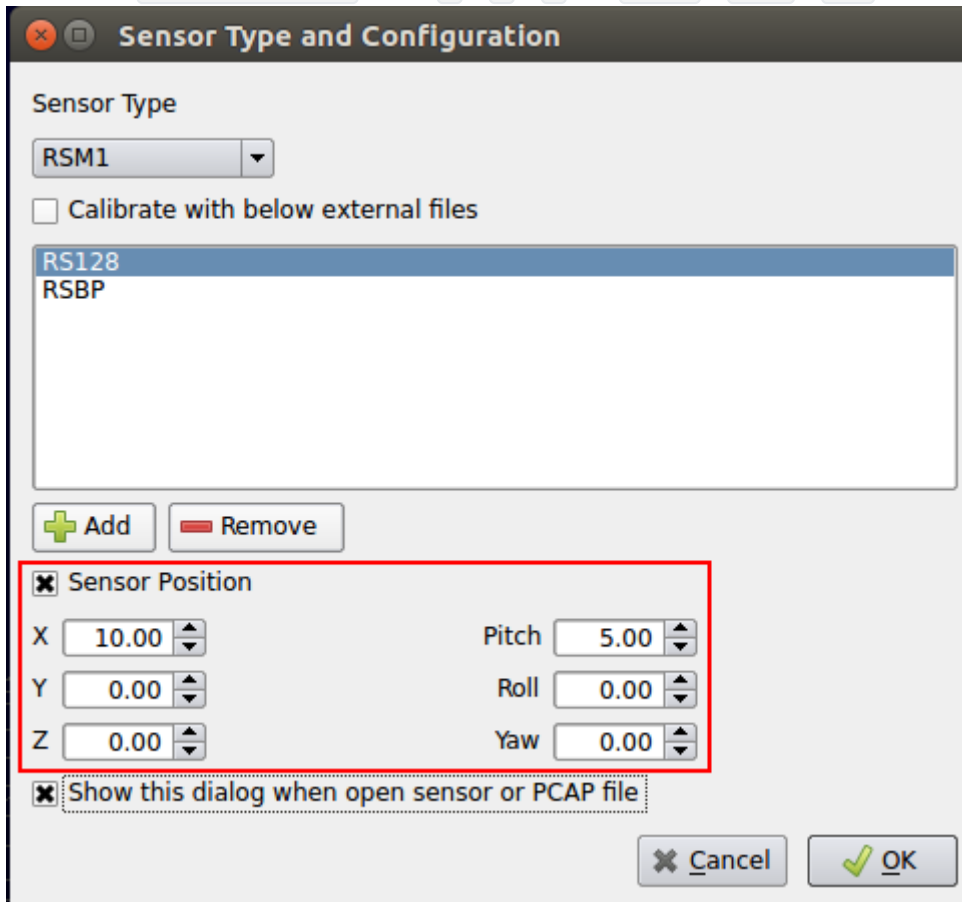 Sensor Type and Configuration
Sensor Type
RSM1
Calibrate with below external files
RS128
RSBP
Add Remove
Sensor Position
X 10.00 Pitch 5.00
Y 0.00 Roll 0.00
Z 0.00 Yaw 0.00
Show this dialog when open sensor or PCAP file
Cancel OK